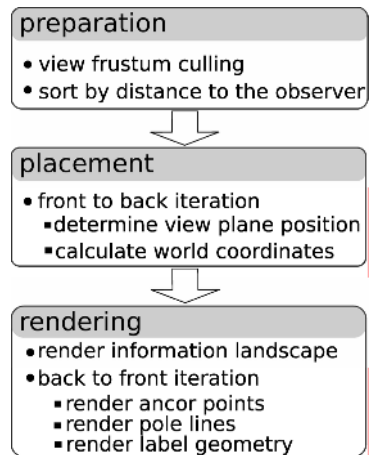 preparation
• view frustum culling
• sort by distance to the observer
placement
• front to back iteration
▪determine view plane position
▪calculate world coordinates
rendering
•render information landscape
•back to front iteration
▪render ancor points
▪render pole lines
▪render label geometry